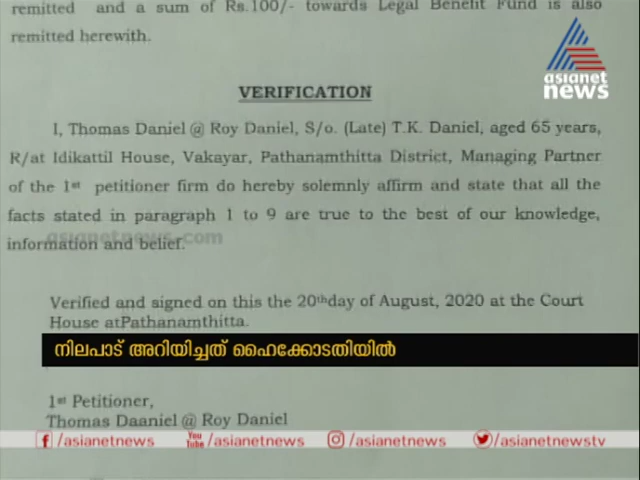 remitted and a sum of Rs.100/- towards Legal Benefit Fund is also
remitted herewith.
asianet
news
VERIFICATION
I, Thomas Daniel @ Roy Daniel, S/o. (Late) T.K. Daniel, aged 65 years,
R/at Idikattil House, Vakayar, Pathanamthitta District, Managing Partner
of the 1st petitioner firm do hereby solemnly affirm and state that all the
facts stated in paragraph 1 to 9 are true to the best of our knowledge,
information and belief.
asianetnews.com
Verified and signed on this the 20thday of August, 2020 at the Court
House atPathanamthitta.
നിലപാട് അറിയിച്ചത് ഹൈക്കോടതിയിൽ
1st Petitioner,
Thomas Daaniel @ Roy Daniel
f/asianetnews You Tube/asianetnews /asianetnews /asianetnewstv